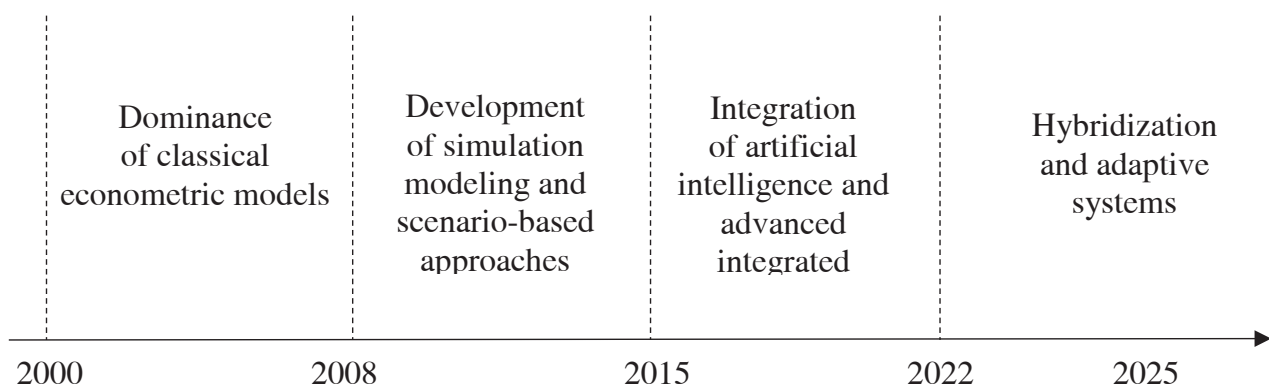 Dominance
of classical
econometric models
Development
of simulation
modeling and
scenario-based
approaches
Integration
of artificial
intelligence and
advanced
integrated
Hybridization
and adaptive
systems
2000
2008
2015
2022
2025